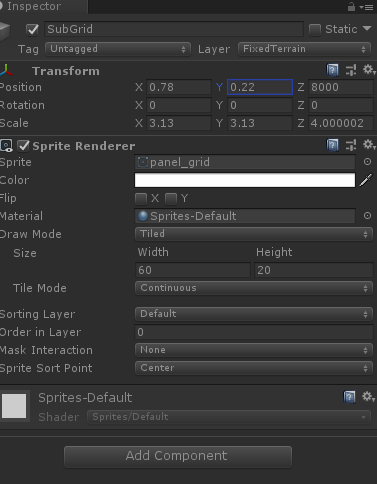 Inspector
SubGrid Static
Tag Untagged Layer FixedTerrain
Transform
Position X 0.78 Y 0.22 Z 8000
Rotation X 0 Y 0 Z 0
Scale X 3.13 Y 3.13 Z 4.000002
Sprite Renderer
Sprite panel_grid
Color
Flip X Y
Material Sprites-Default
Draw Mode Tiled
Size Width Height
60 20
Tile Mode Continuous
Sorting Layer Default
Order in Layer 0
Mask Interaction None
Sprite Sort Point Center
Sprites-Default
Shader Sprites/Default
Add Component